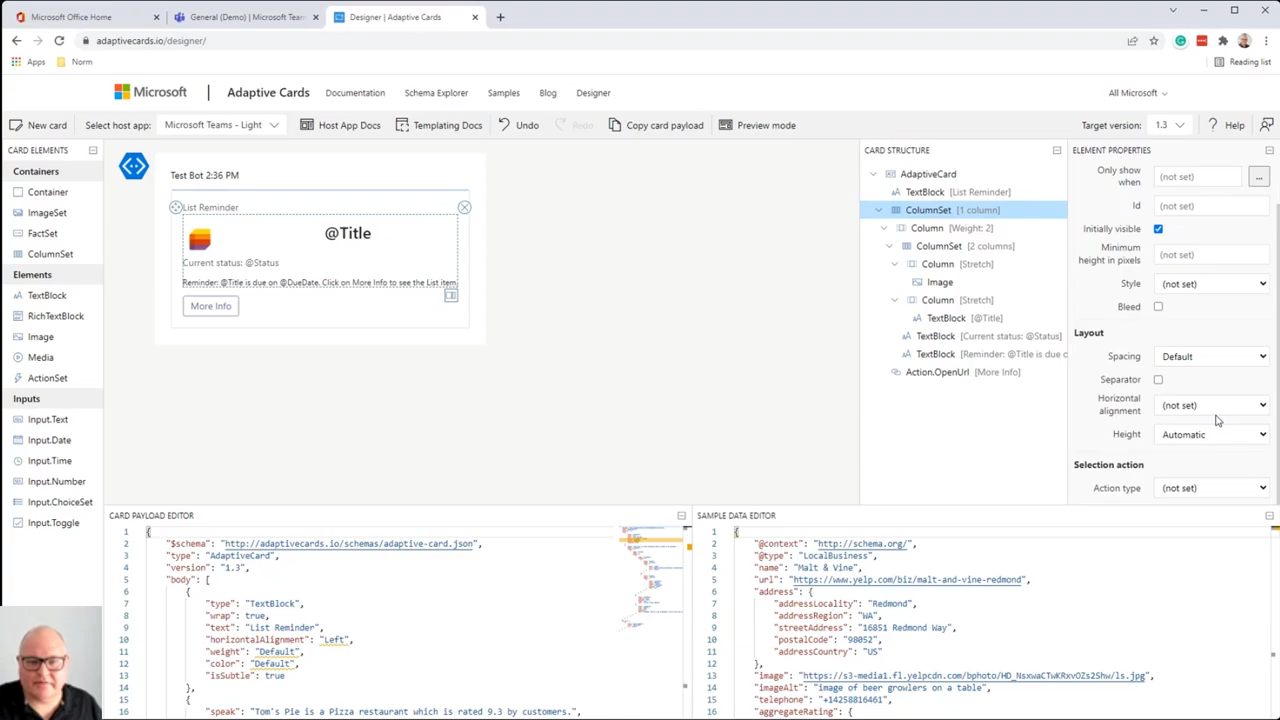 Microsoft Office Home
General (Demo) | Microsoft Team
Designer | Adaptive Cards
adaptivecards.io/designer/
Apps
Norm
Reading list
Microsoft
Adaptive Cards
Documentation
Schema Explorer
Samples
Blog
Designer
All Microsoft
New card
Select host app:
Microsoft Teams - Light
Host App Docs
Templating Docs
Undo
Redo
Copy card payload
Preview mode
Target version:
1.3
Help
CARD ELEMENTS
Containers
Container
ImageSet
FactSet
ColumnSet
Elements
TextBlock
RichTextBlock
Image
Media
ActionSet
Inputs
Input.Text
Input.Date
Input.Time
Input.Number
Input.ChoiceSet
Input.Toggle
Test Bot 2:36 PM
List Reminder
@Title
Current status: @Status
Reminder: @Title is due on @DueDate. Click on More Info to see the List item
More Info
CARD STRUCTURE
AdaptiveCard
TextBlock [List Reminder]
ColumnSet [1 column]
Column [Weight: 2]
ColumnSet [2 columns]
Column [Stretch]
Image
Column [Stretch]
TextBlock [@Title]
TextBlock [Current status: @Status]
TextBlock [Reminder: @Title is due o
Action.OpenUrl [More Info]
ELEMENT PROPERTIES
Only show when (not set) ...
Id (not set)
Initially visible
Minimum height in pixels (not set)
Style (not set)
Bleed
Layout
Spacing Default
Separator
Horizontal alignment (not set)
Height Automatic
Selection action
Action type (not set)
CARD PAYLOAD EDITOR
1 {
2 "$schema": "http://adaptivecards.io/schemas/adaptive-card.json",
3 "type": "AdaptiveCard",
4 "version": "1.3",
5 "body": [
6 {
7 "type": "TextBlock",
8 "wrap": true,
9 "text": "List Reminder",
10 "horizontalAlignment": "Left",
11 "weight": "Default",
12 "color": "Default",
13 "isSubtle": true
14 },
15 {
16 "speak": "Tom's Pie is a Pizza restaurant which is rated 9.3 by customers.",
SAMPLE DATA EDITOR
1 {
2 "@context": "http://schema.org/",
3 "@type": "LocalBusiness",
4 "name": "Malt & Vine",
5 "url": "https://www.yelp.com/biz/malt-and-vine-redmond",
6 "address": {
7 "addressLocality": "Redmond",
8 "addressRegion": "WA",
9 "streetAddress": "16851 Redmond Way",
10 "postalCode": "98052",
11 "addressCountry": "US"
12 },
13 "image": "https://s3-media1.fl.yelpcdn.com/bphoto/HD_NsxwaCTwKRxvOZs2Shw/ls.jpg",
14 "imageAlt": "image of beer growlers on a table",
15 "telephone": "+14258816461",
16 "aggregateRating": {